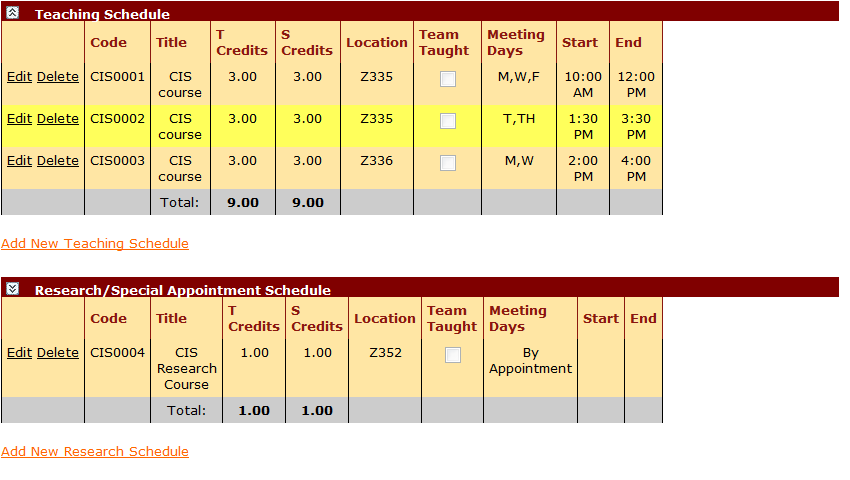 Teaching Schedule
Code Title T Credits S Credits Location Team Taught Meeting Days Start End
Edit Delete CIS0001 CIS course 3.00 3.00 Z335 M,W,F 10:00 AM 12:00 PM
Edit Delete CIS0002 CIS course 3.00 3.00 Z335 T,TH 1:30 PM 3:30 PM
Edit Delete CIS0003 CIS course 3.00 3.00 Z336 M,W 2:00 PM 4:00 PM
Total: 9.00 9.00
Add New Teaching Schedule
Research/Special Appointment Schedule
Code Title T Credits S Credits Location Team Taught Meeting Days Start End
Edit Delete CIS0004 CIS Research Course 1.00 1.00 Z352 By Appointment
Total: 1.00 1.00
Add New Research Schedule